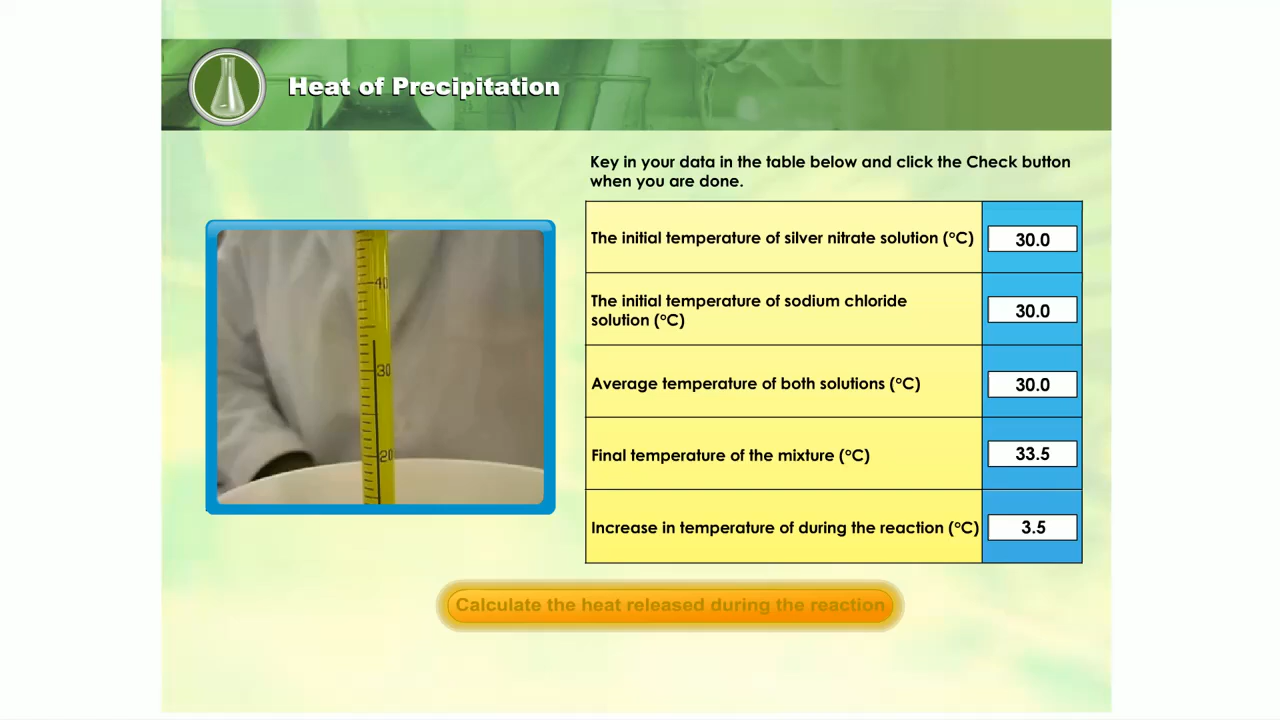 Heat of Precipitation
Key in your data in the table below and click the Check button
when you are done.
The initial temperature of silver nitrate solution (°C)
30.0
The initial temperature of sodium chloride
solution (°C)
30.0
Average temperature of both solutions (°C)
30.0
Final temperature of the mixture (°C)
33.5
Increase in temperature of during the reaction (°C)
3.5
40
30
20
Calculate the heat released during the reaction